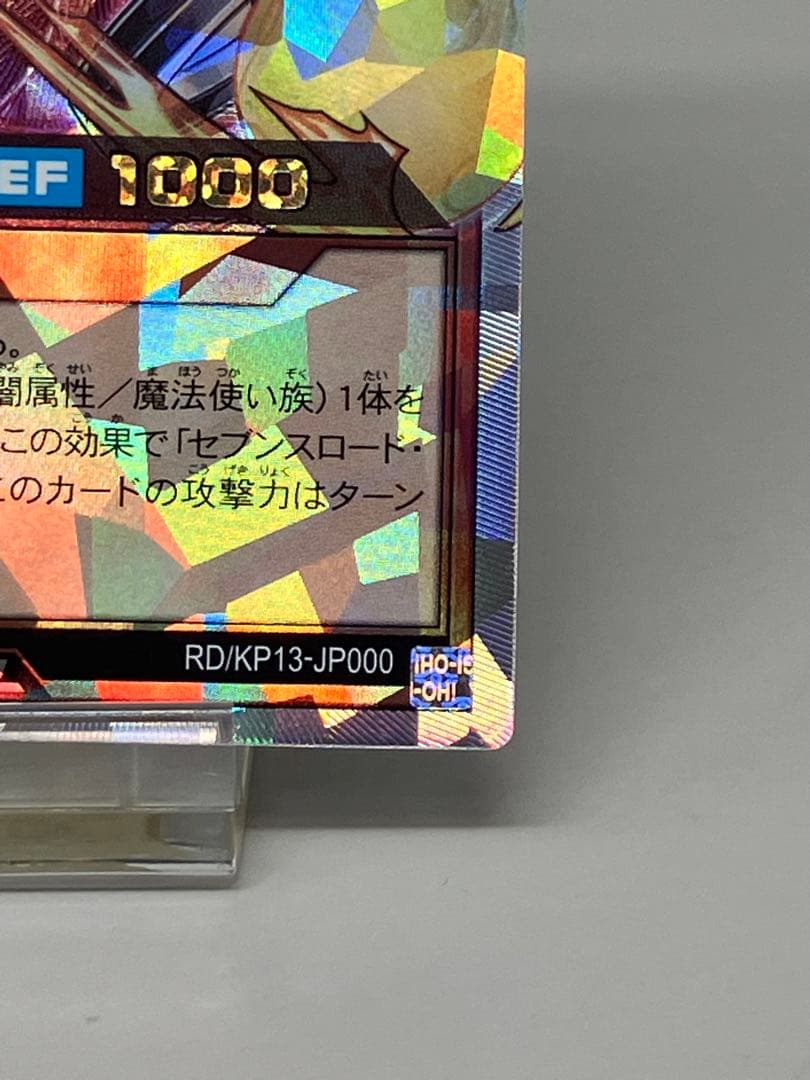 EF 1000
。
闇属性／魔法使い族)1体を
この効果で「セブンスロード・
このカードの攻撃力はターン
RD/KP13-JP000